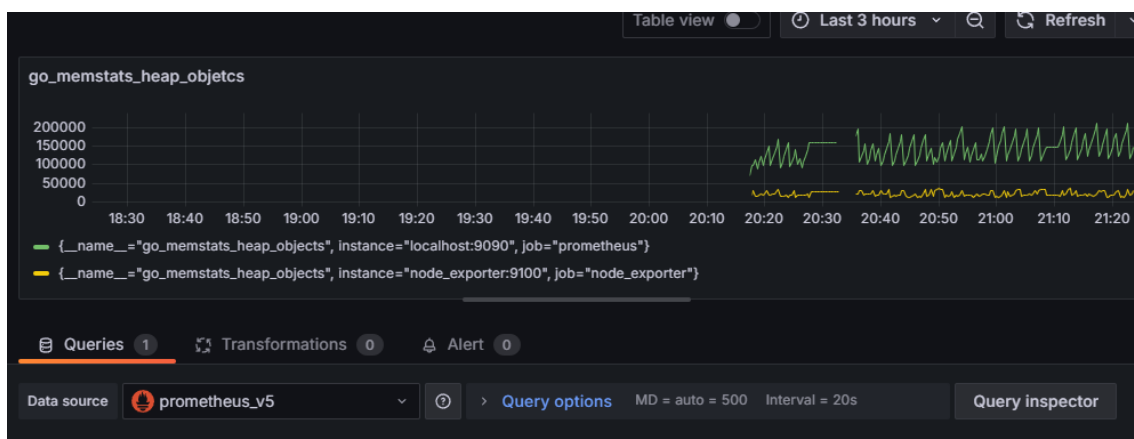 Table view Last 3 hours Refresh
go_memstats_heap_objetcs
200000
150000
100000
50000
0
18:30 18:40 18:50 19:00 19:10 19:20 19:30 19:40 19:50 20:00 20:10 20:20 20:30 20:40 20:50 21:00 21:10 21:20
{__name__="go_memstats_heap_objects", instance="localhost:9090", job="prometheus"}
{__name__="go_memstats_heap_objects", instance="node_exporter:9100", job="node_exporter"}
Queries 1 Transformations 0 Alert 0
Data source prometheus_v5 Query options MD = auto = 500 Interval = 20s Query inspector